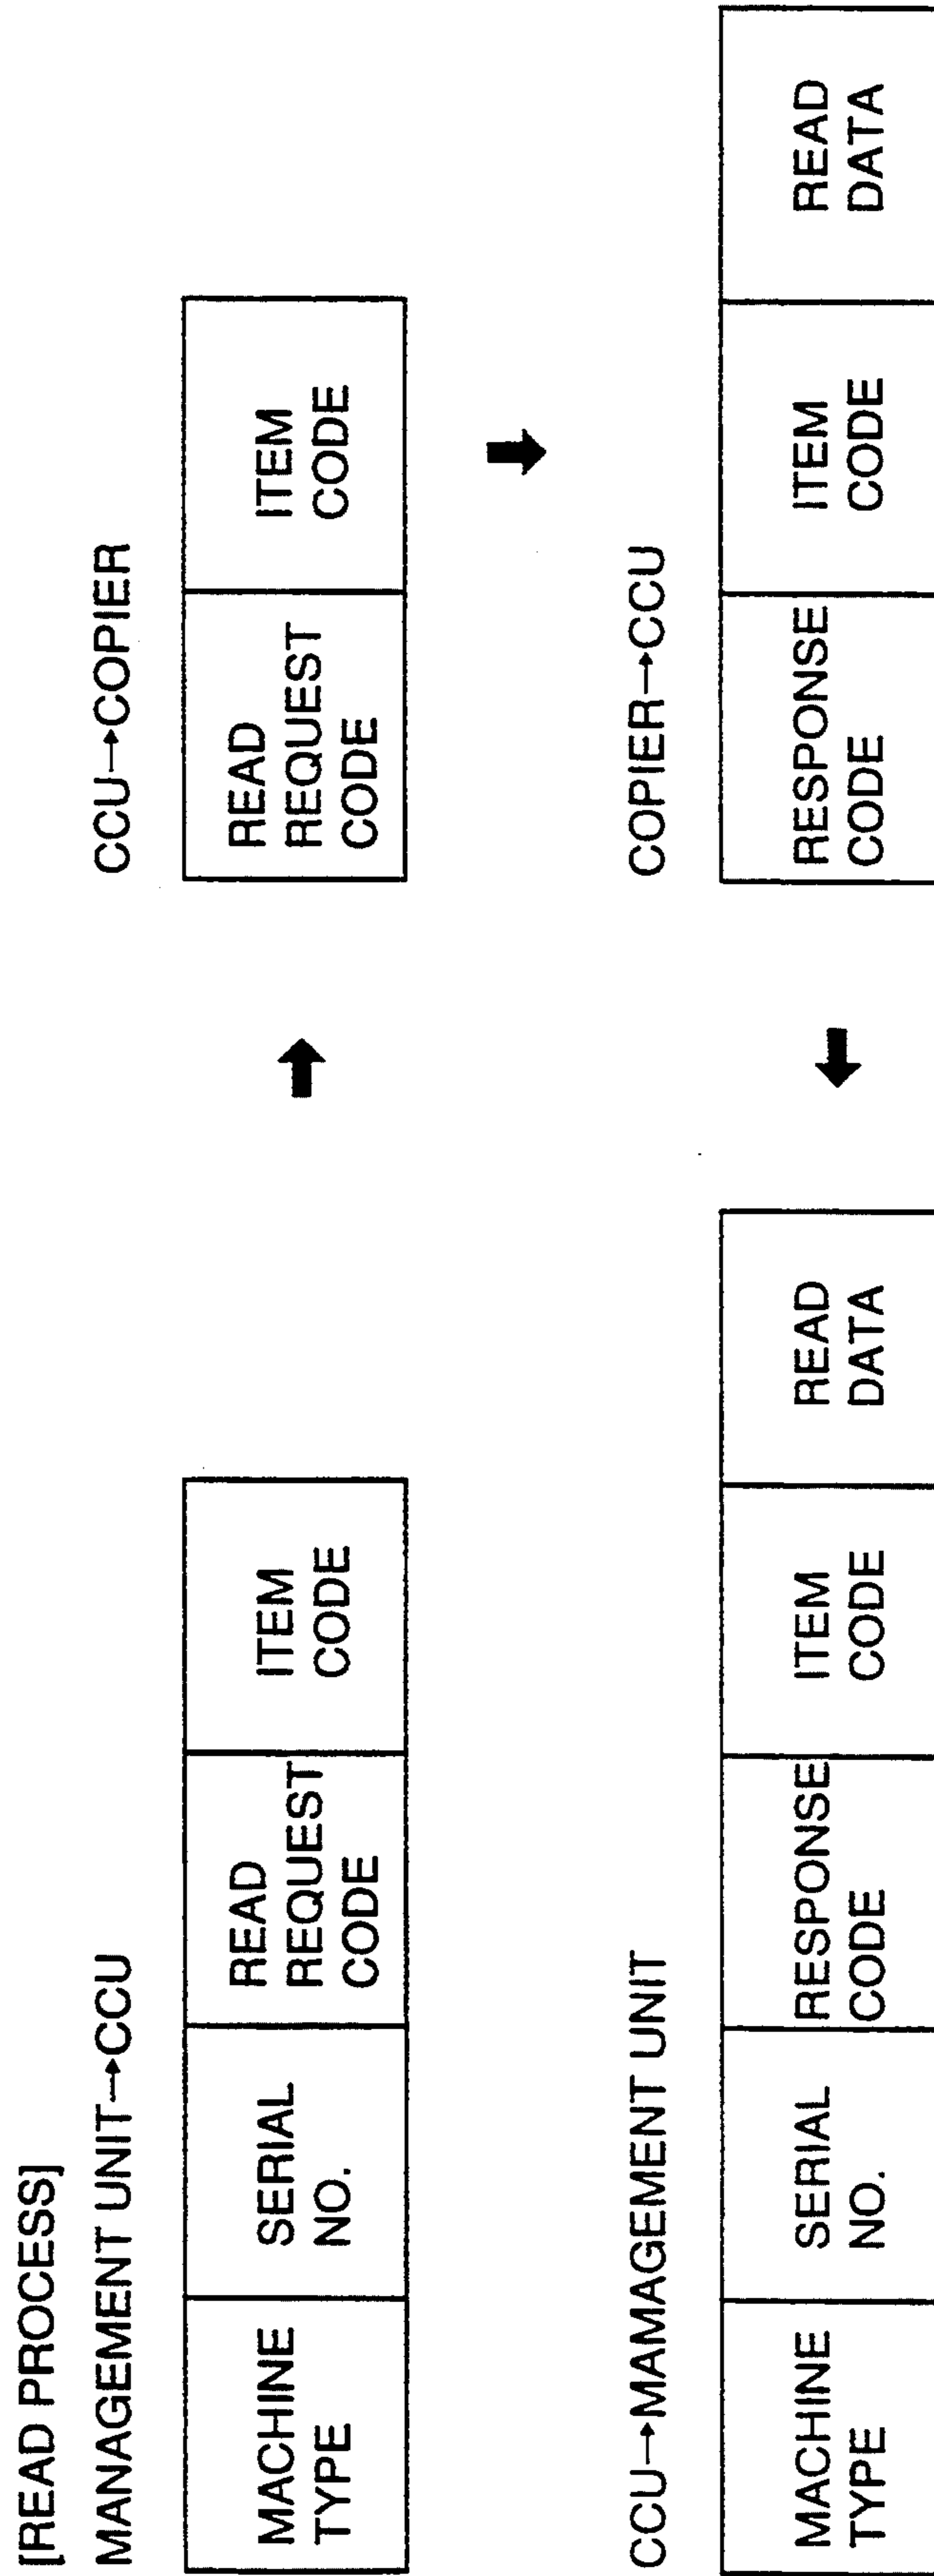 [READ PROCESS]
MANAGEMENT UNIT→CCU
MACHINE
TYPE
SERIAL
NO.
READ
REQUEST
CODE
ITEM
CODE
CCU→COPIER
READ
REQUEST
CODE
ITEM
CODE
COPIER→CCU
RESPONSE
CODE
ITEM
CODE
READ
DATA
CCU→MAMAGEMENT UNIT
MACHINE
TYPE
SERIAL
NO.
RESPONSE
CODE
ITEM
CODE
READ
DATA